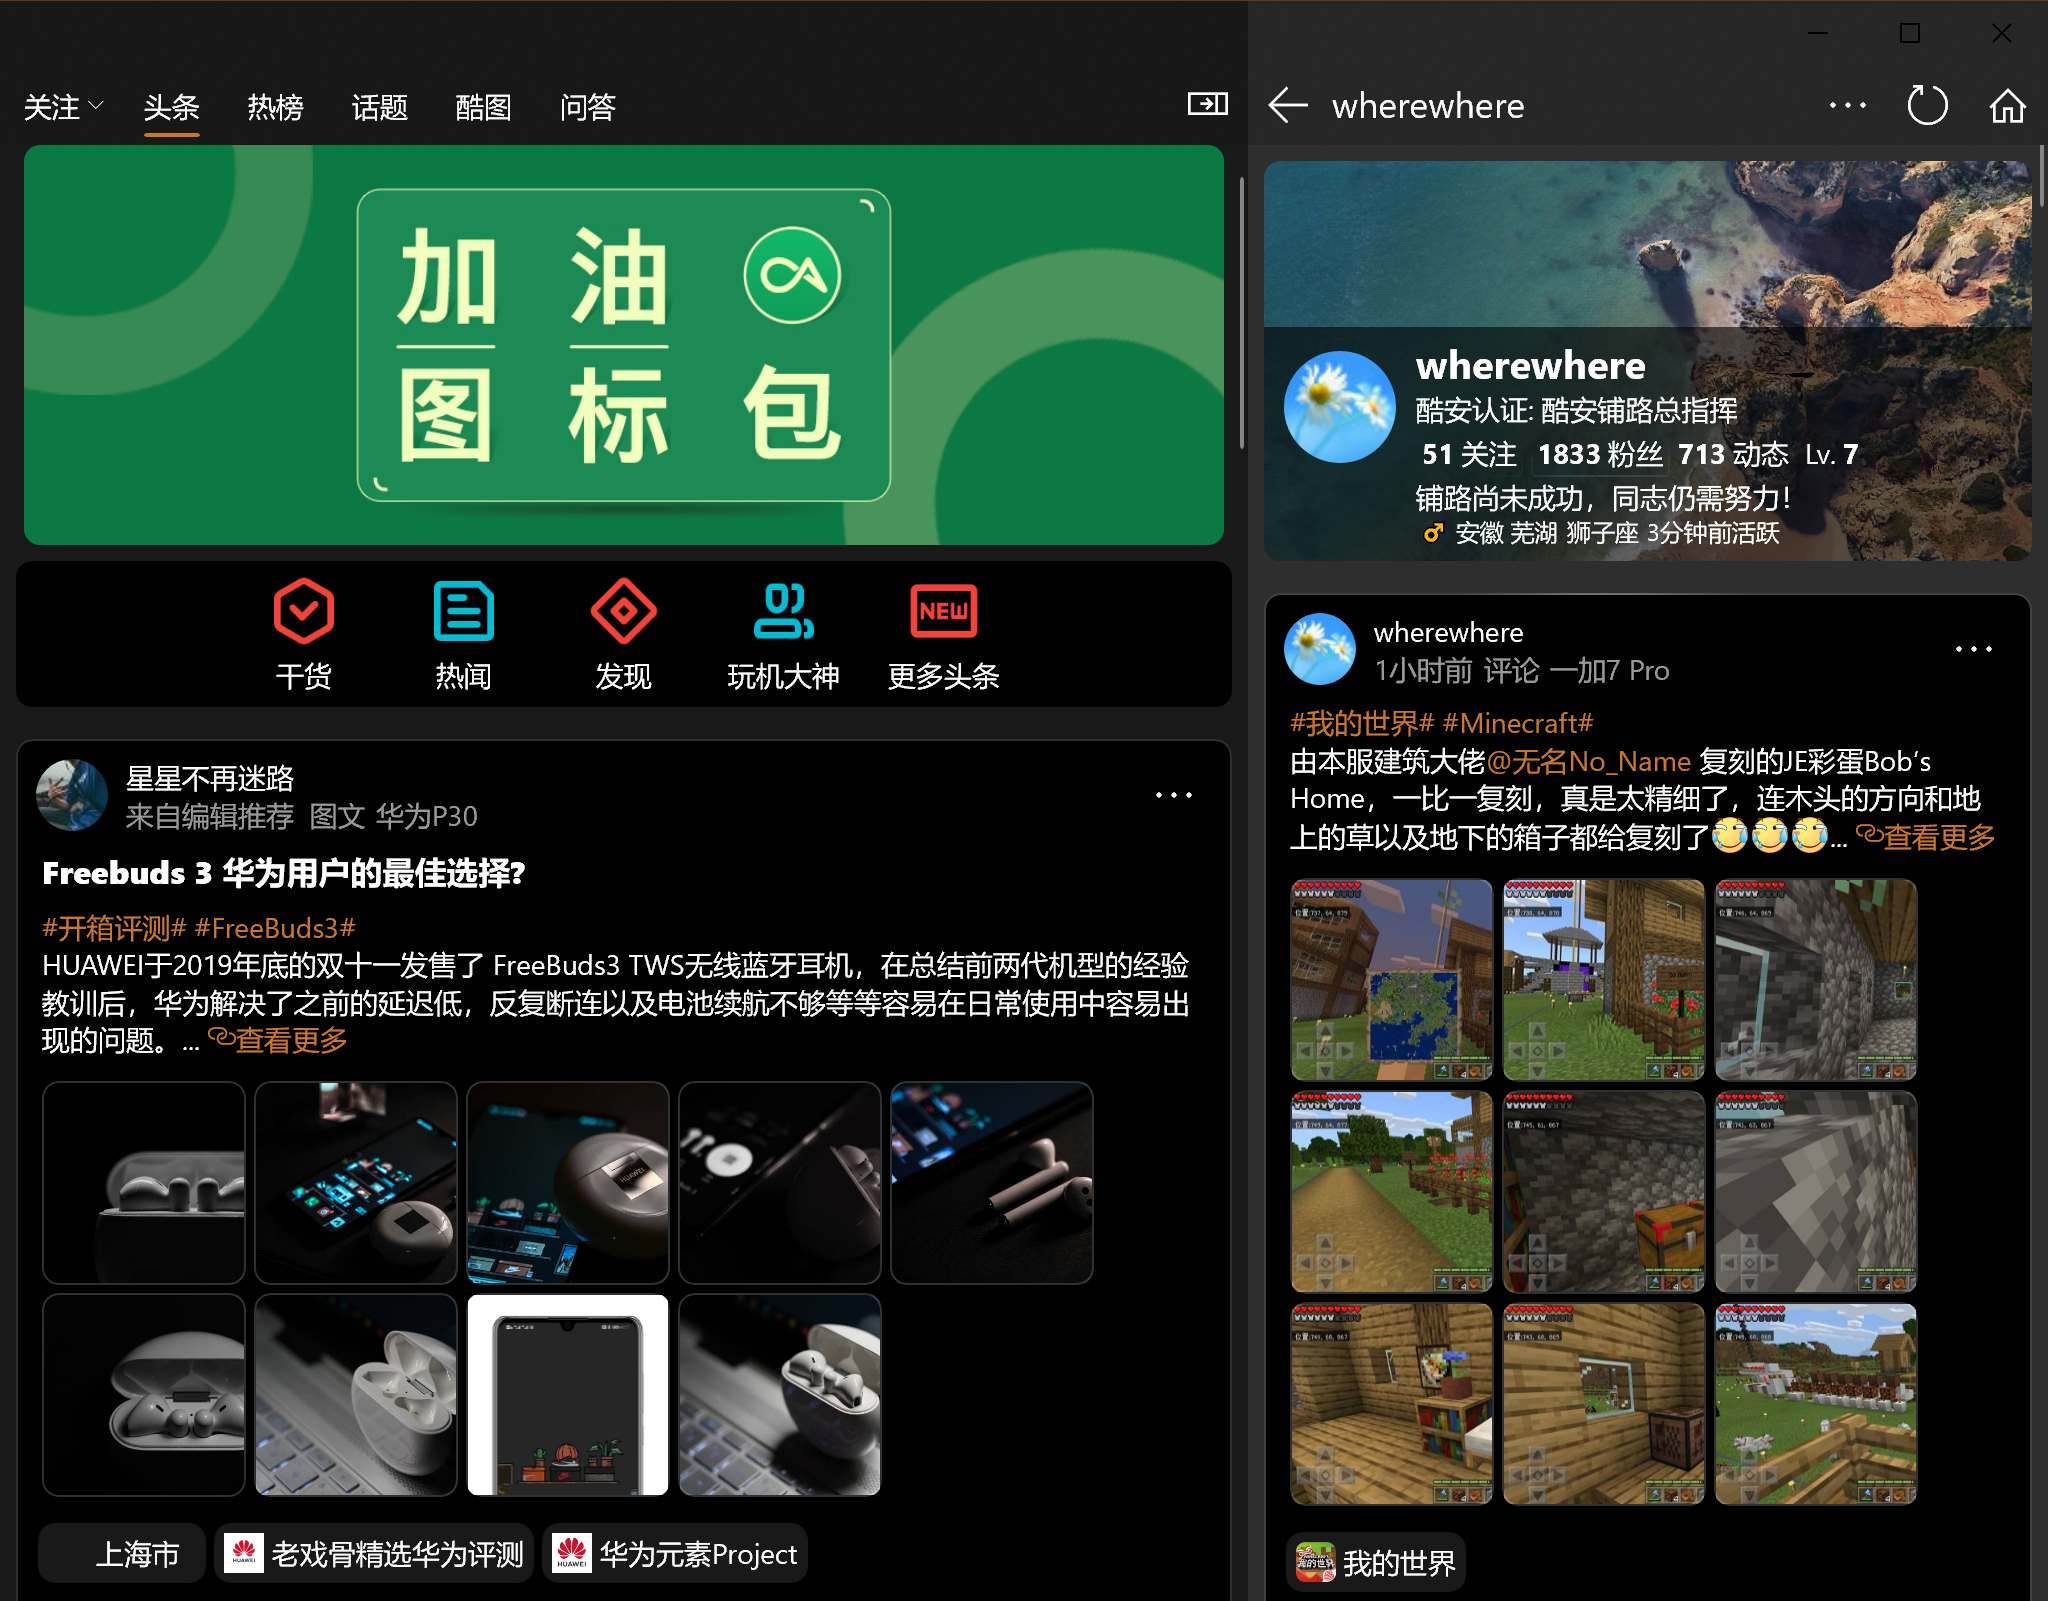 关注 头条 热榜 话题 酷图 问答
加油
图标包
干货 热闻 发现 玩机大神 NEW 更多头条
星星不再迷路
来自编辑推荐 图文 华为P30
Freebuds 3 华为用户的最佳选择?
#开箱评测# #FreeBuds3#
HUAWEI于2019年底的双十一发售了 FreeBuds3 TWS无线蓝牙耳机，在总结前两代机型的经验
教训后，华为解决了之前的延迟低，反复断连以及电池续航不够等等容易在日常使用中容易出
现的问题。... 查看更多
HUAWEI
上海市 HUAWEI 老戏骨精选华为评测 HUAWEI 华为元素Project
wherewhere
wherewhere
酷安认证: 酷安铺路总指挥
51 关注 1833 粉丝 713 动态 Lv. 7
铺路尚未成功，同志仍需努力！
安徽 芜湖 狮子座 3分钟前活跃
wherewhere
1小时前 评论 一加7 Pro
#我的世界# #Minecraft#
由本服建筑大佬@无名No_Name 复刻的JE彩蛋Bob‘s
Home，一比一复刻，真是太精细了，连木头的方向和地
上的草以及地下的箱子都给复刻了... 查看更多
我的世界 我的世界